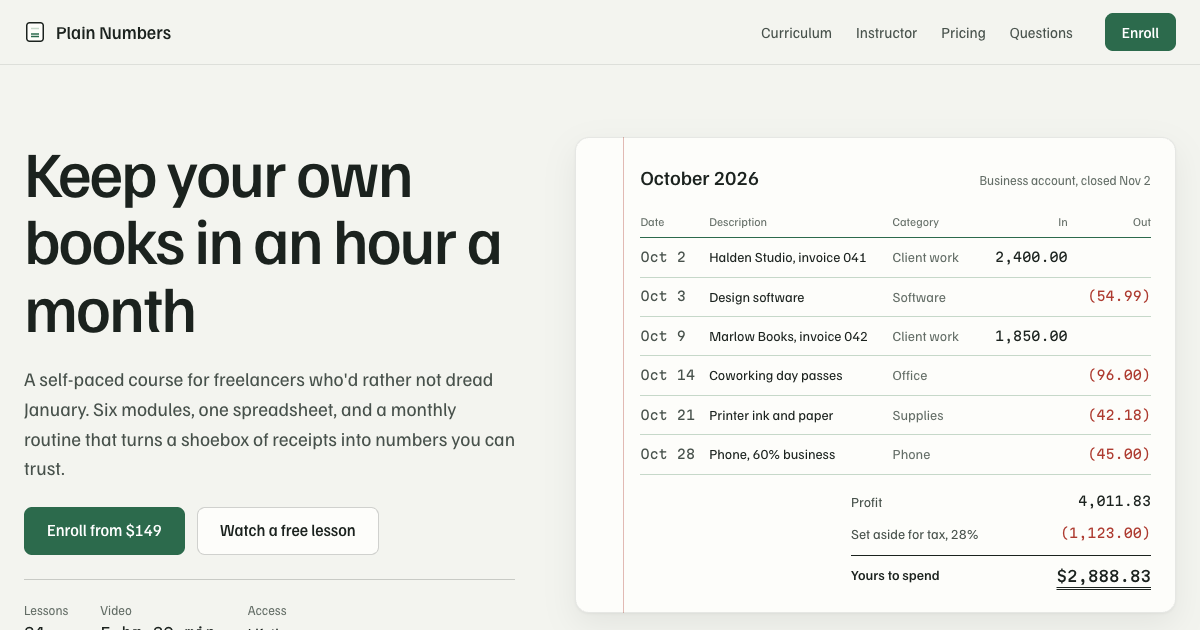 Plain Numbers
Curriculum Instructor Pricing Questions Enroll
Keep your own
books in an hour a
month
A self-paced course for freelancers who'd rather not dread
January. Six modules, one spreadsheet, and a monthly
routine that turns a shoebox of receipts into numbers you can
trust.
Enroll from $149 Watch a free lesson
Lessons Video Access
October 2026 Business account, closed Nov 2
Date Description Category In Out
Oct 2 Halden Studio, invoice 041 Client work 2,400.00
Oct 3 Design software Software (54.99)
Oct 9 Marlow Books, invoice 042 Client work 1,850.00
Oct 14 Coworking day passes Office (96.00)
Oct 21 Printer ink and paper Supplies (42.18)
Oct 28 Phone, 60% business Phone (45.00)
Profit 4,011.83
Set aside for tax, 28% (1,123.00)
Yours to spend $2,888.83